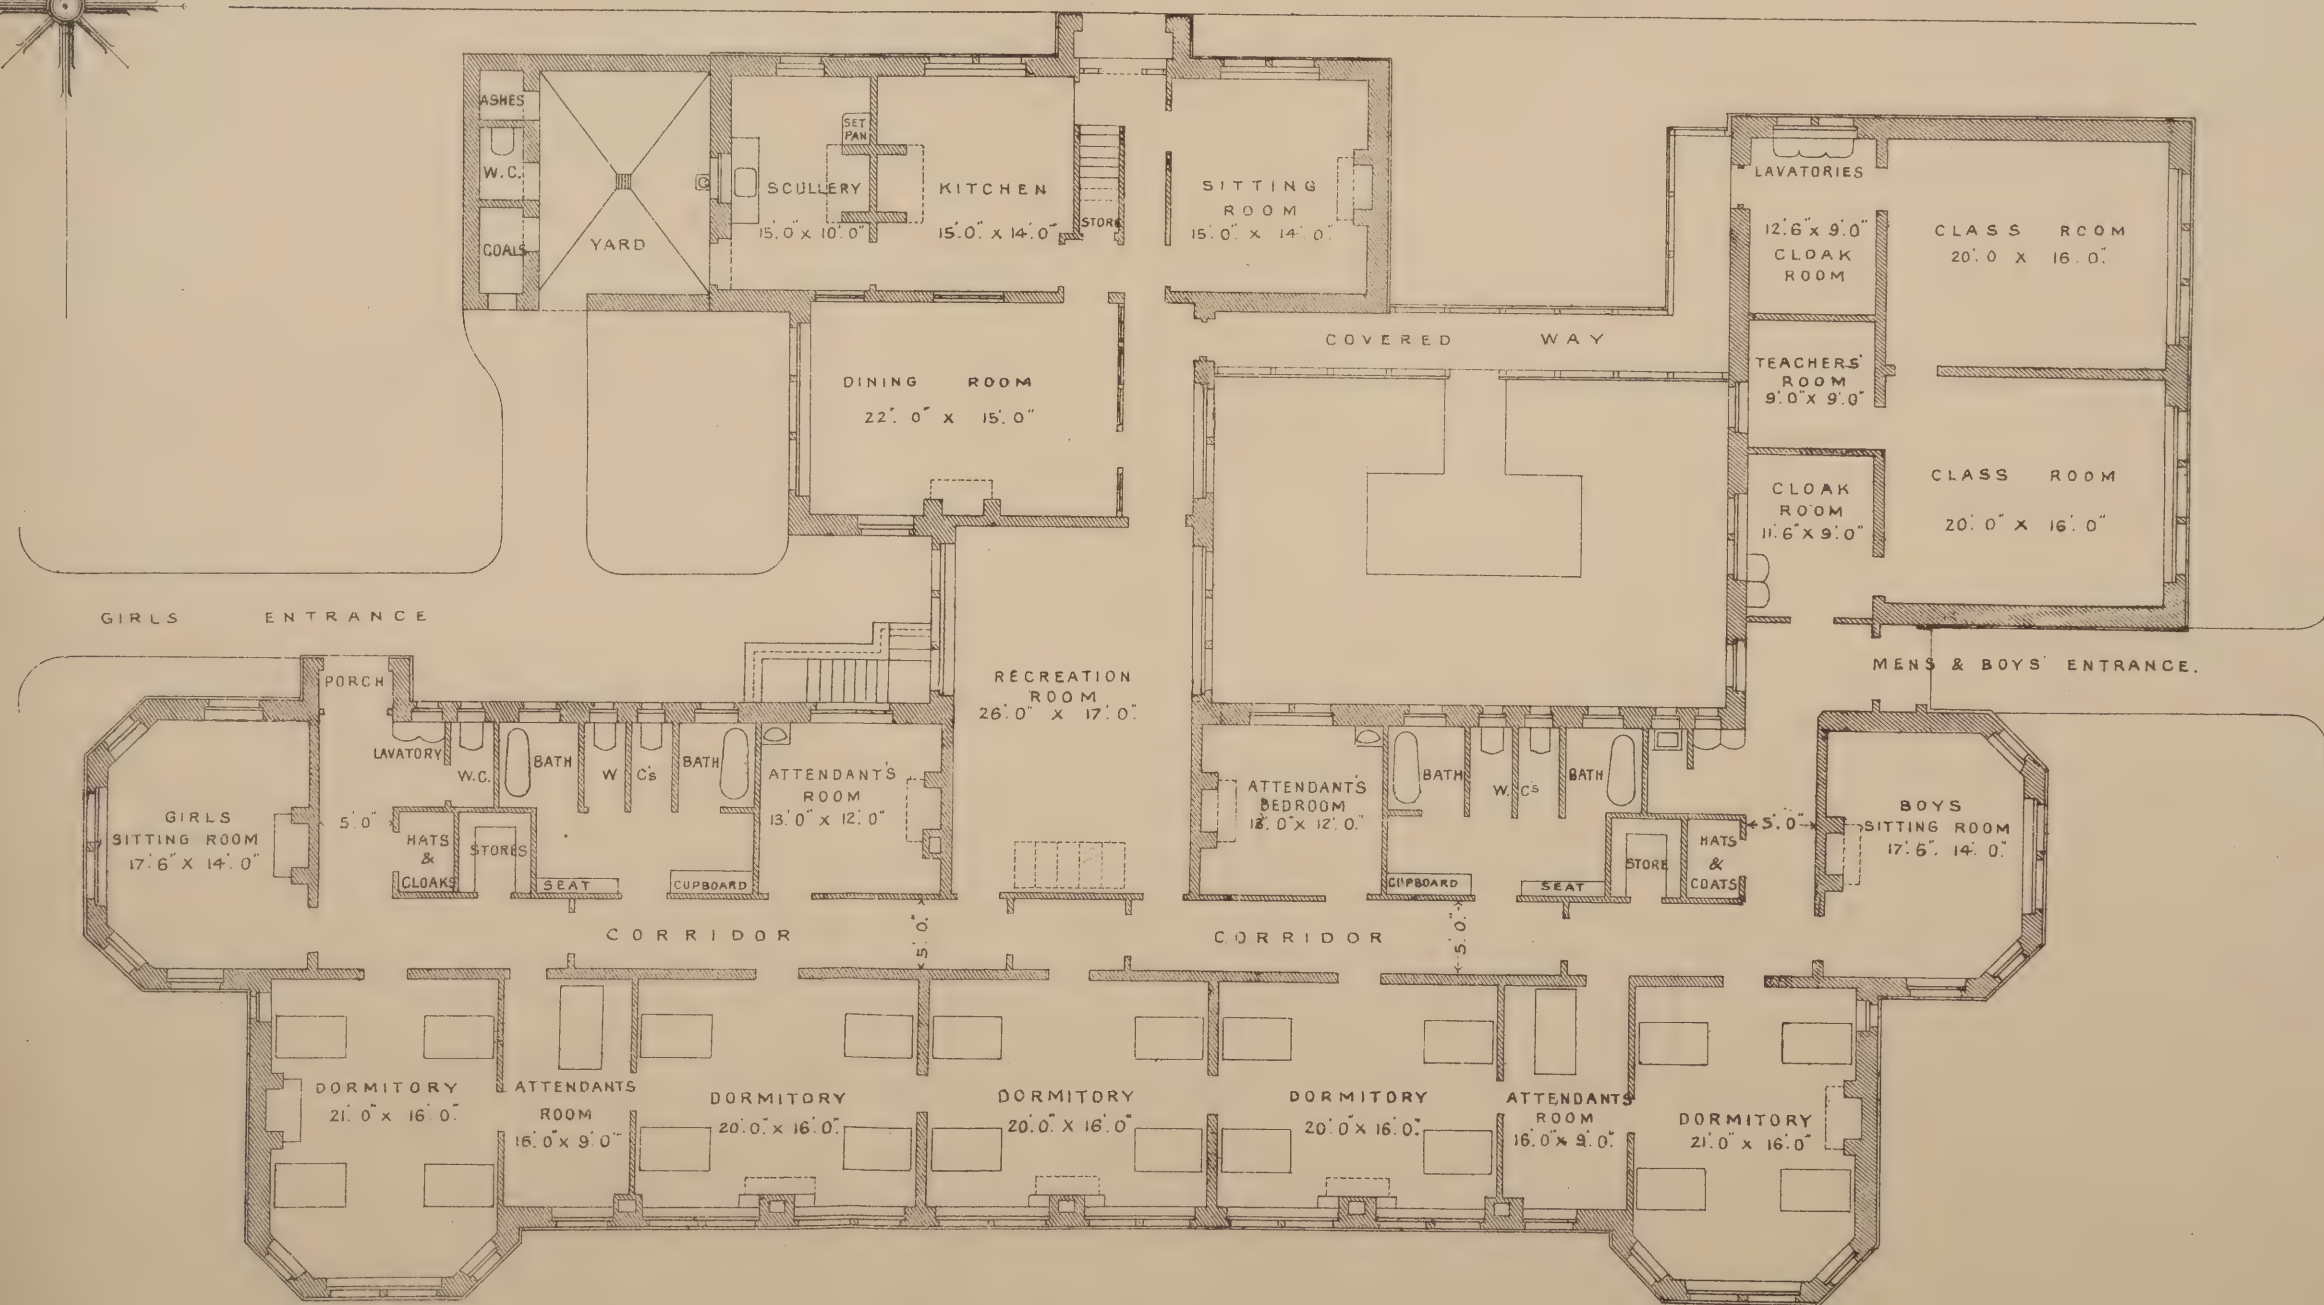 ASHES
W.C.
COALS
YARD
SET
PAN
SCULLERY
15'.0 x 10'.0"
KITCHEN
15'.0". x 14'.0"
STORE
SITTING
ROOM
15'.0". x 14'.0".
LAVATORIES
12'.6" x 9'.0"
CLOAK
ROOM
CLASS ROOM
20'.0 x 16.0".
COVERED WAY
TEACHERS'
ROOM
9'.0" x 9'.0"
DINING ROOM
22'. 0" x 15'.0"
CLOAK
ROOM
11'.6" x 9'.0"
CLASS ROOM
20'. 0" x 16'. 0"
GIRLS ENTRANCE
MENS & BOYS' ENTRANCE.
PORCH
RECREATION
ROOM
26'.0" x 17'.0".
LAVATORY
W.C.
BATH
W C's
BATH
ATTENDANT'S
ROOM
13'.0" x 12'.0"
ATTENDANT'S
BEDROOM
13'.0" x 12'.0."
BATH
W. C's
BATH
GIRLS
SITTING ROOM
17'.6" x 14'.0"
5'.0"
HATS
&
CLOAKS
STORES
SEAT
CUPBOARD
CUPBOARD
SEAT
STORE
HATS
&
COATS
5'.0"
BOYS
SITTING ROOM
17'.6". 14'. 0".
CORRIDOR
5'. 0."
CORRIDOR
5'.0."
DORMITORY
21'. 0" x 16'. 0".
ATTENDANTS
ROOM
16'.0" x 9'. 0"
DORMITORY
20'.0". x 16'.0".
DORMITORY
20'.0". x 16'.0"
DORMITORY
20'.0" x 16'.0".
ATTENDANTS
ROOM
16'.0" x 9'.0".
DORMITORY
21'.0" x 16'.0"